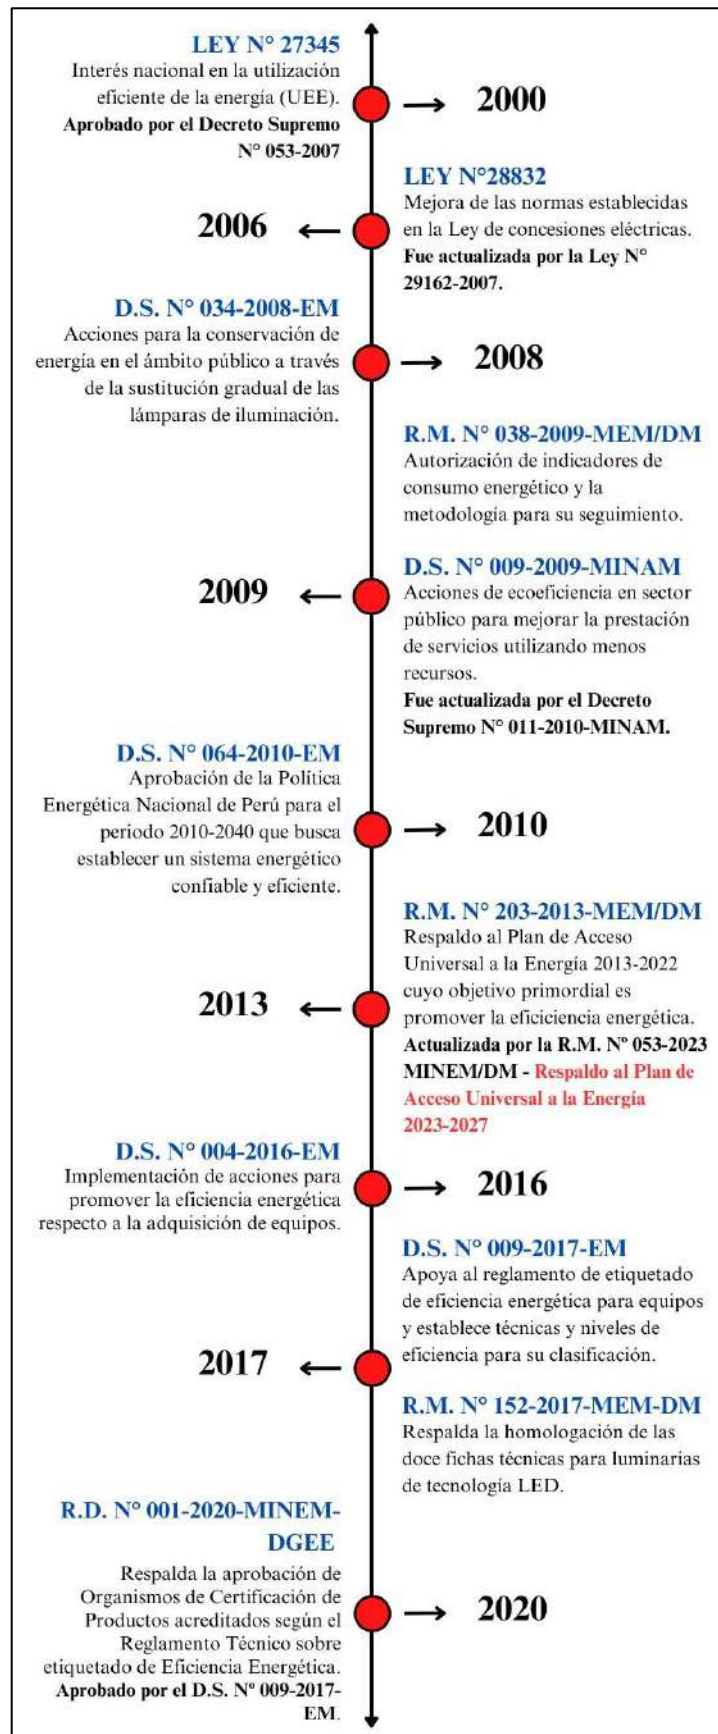 LEY N° 27345
Interés nacional en la utilización
eficiente de la energía (UEE).
Aprobado por el Decreto Supremo
N° 053-2007
2000
LEY N°28832
Mejora de las normas establecidas
en la Ley de concesiones eléctricas.
Fue actualizada por la Ley N°
29162-2007.
2006
D.S. N° 034-2008-EM
Acciones para la conservación de
energía en el ámbito público a través
de la sustitución gradual de las
lámparas de iluminación.
2008
R.M. N° 038-2009-MEM/DM
Autorización de indicadores de
consumo energético y la
metodología para su seguimiento.
D.S. N° 009-2009-MINAM
Acciones de ecoeficiencia en sector
público para mejorar la prestación
de servicios utilizando menos
recursos.
Fue actualizada por el Decreto
Supremo N° 011-2010-MINAM.
2009
D.S. N° 064-2010-EM
Aprobación de la Política
Energética Nacional de Perú para el
periodo 2010-2040 que busca
establecer un sistema energético
confiable y eficiente.
2010
R.M. N° 203-2013-MEM/DM
Respaldo al Plan de Acceso
Universal a la Energía 2013-2022
cuyo objetivo primordial es
promover la eficiciencia energética.
Actualizada por la R.M. Nº 053-2023
MINEM/DM - Respaldo al Plan de
Acceso Universal a la Energía
2023-2027
2013
D.S. N° 004-2016-EM
Implementación de acciones para
promover la eficiencia energética
respecto a la adquisición de equipos.
2016
D.S. N° 009-2017-EM
Apoya al reglamento de etiquetado
de eficiencia energética para equipos
y establece técnicas y niveles de
eficiencia para su clasificación.
R.M. N° 152-2017-MEM-DM
Respalda la homologación de las
doce fichas técnicas para luminarias
de tecnología LED.
2017
R.D. N° 001-2020-MINEM-
DGEE
Respalda la aprobación de
Organismos de Certificación de
Productos acreditados según el
Reglamento Técnico sobre
etiquetado de Eficiencia Energética.
Aprobado por el D.S. Nº 009-2017-
EM.
2020